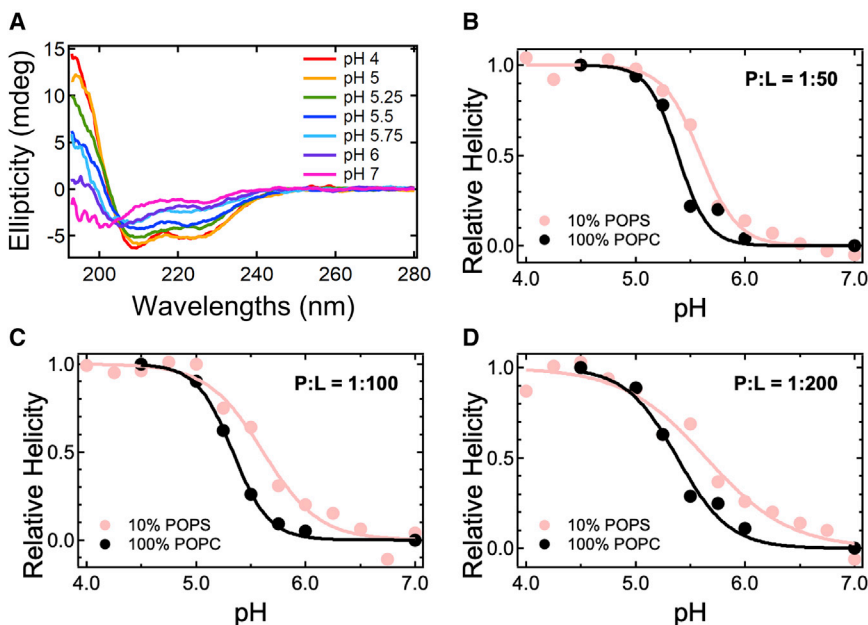 A
Ellipticity (mdeg)
15
10
5
0
-5
pH 4
pH 5
pH 5.25
pH 5.5
pH 5.75
pH 6
pH 7
200 220 240 260 280
Wavelengths (nm)
B
Relative Helicity
1.0
0.5
0.0
P:L = 1:50
10% POPS
100% POPC
4.0 5.0 6.0 7.0
pH
C
Relative Helicity
1.0
0.5
0.0
P:L = 1:100
10% POPS
100% POPC
4.0 5.0 6.0 7.0
pH
D
Relative Helicity
1.0
0.5
0.0
P:L = 1:200
10% POPS
100% POPC
4.0 5.0 6.0 7.0
pH